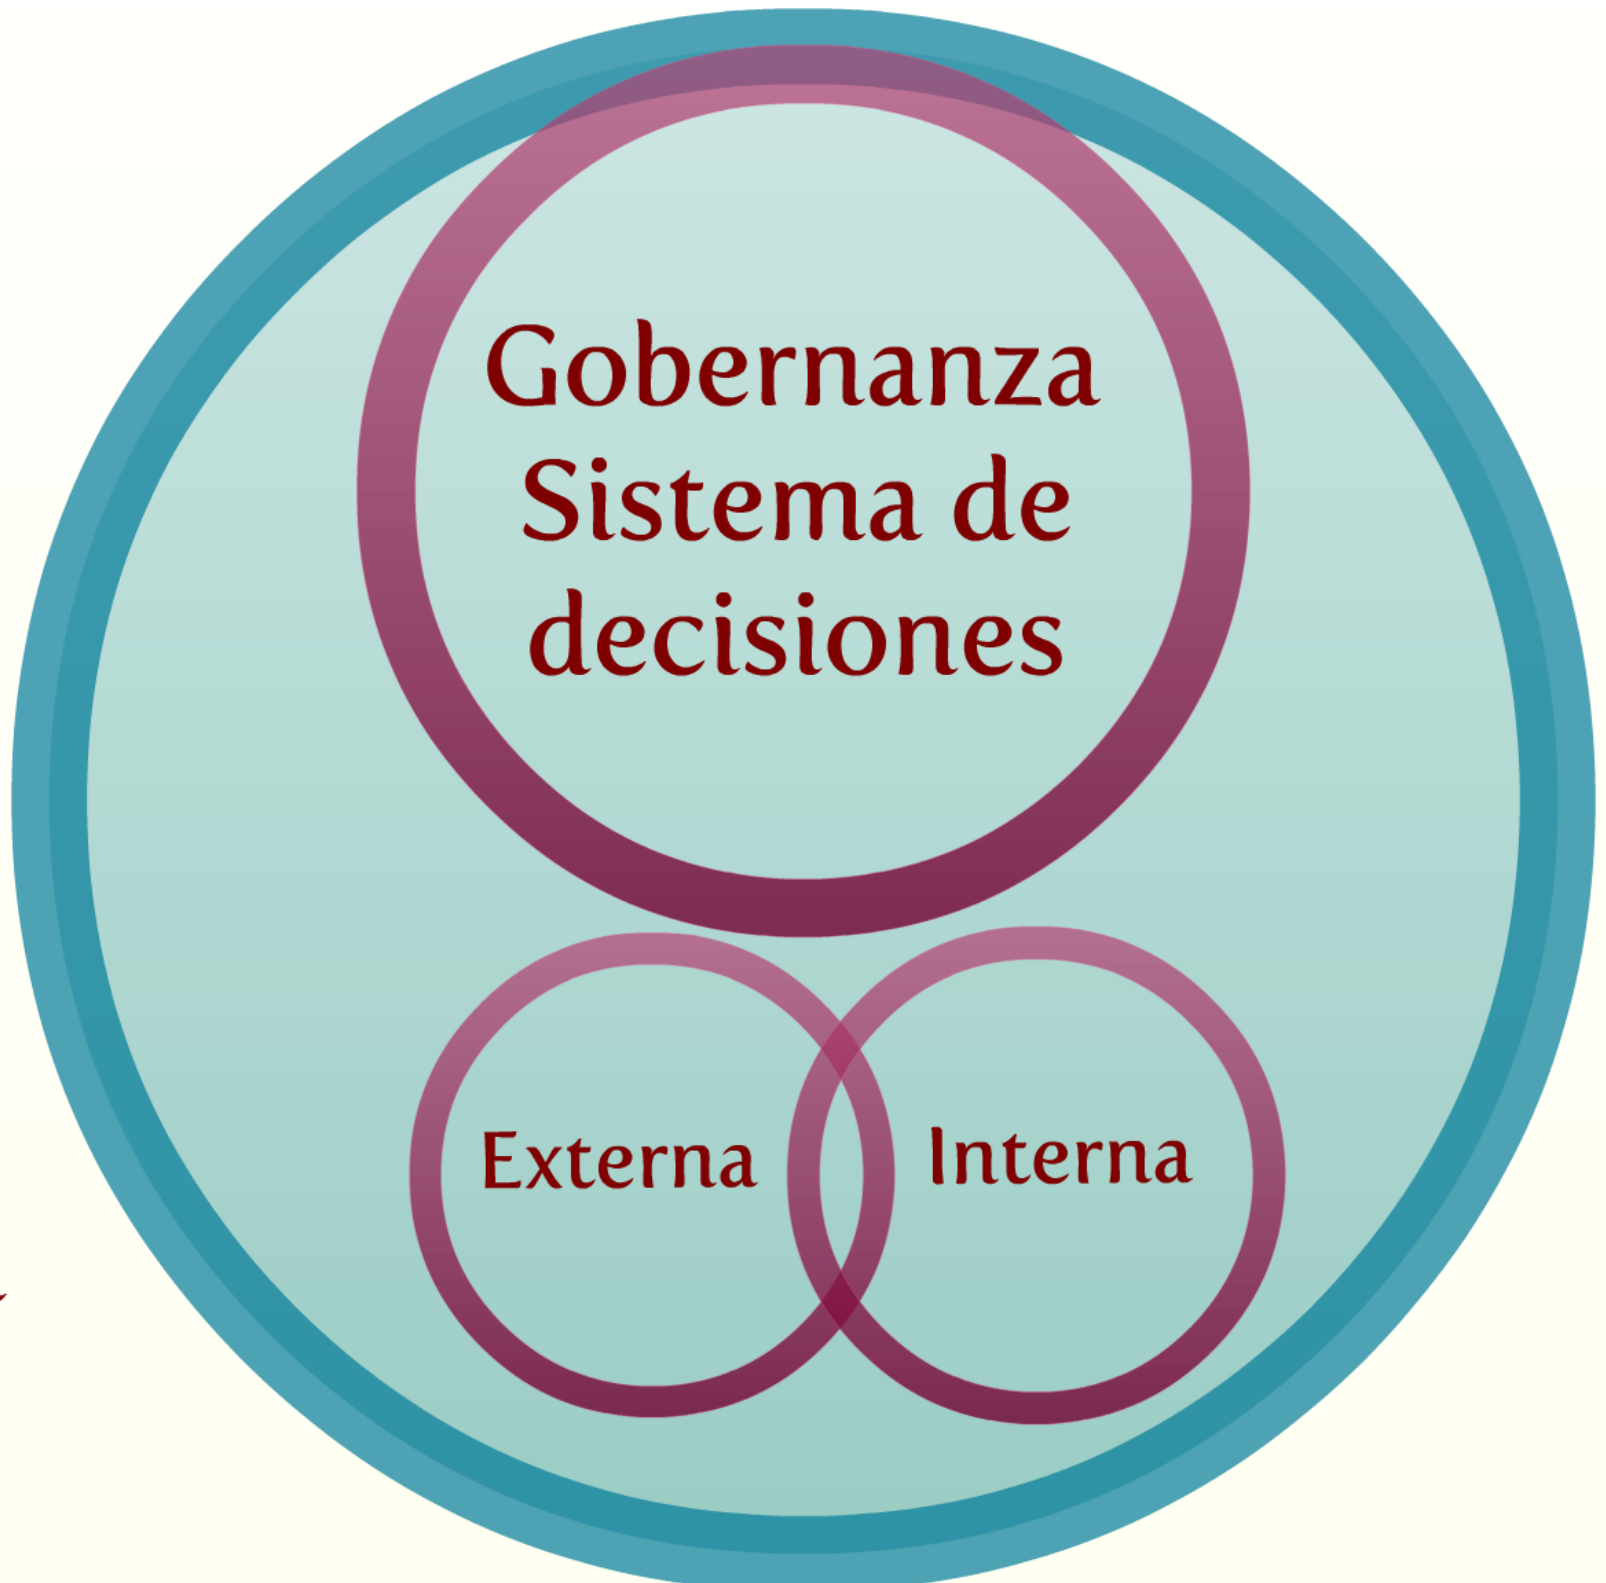 Gobernanza
Sistema de
decisiones
Externa
Interna